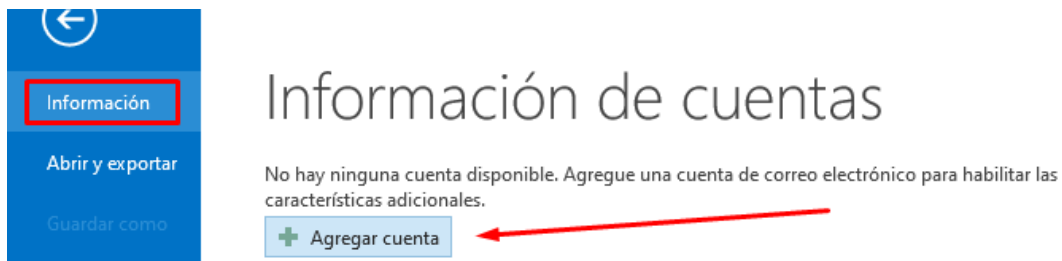 Información
Abrir y exportar
Guardar como
Información de cuentas
No hay ninguna cuenta disponible. Agregue una cuenta de correo electrónico para habilitar las
características adicionales.
Agregar cuenta